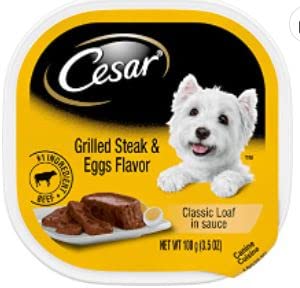 Cesar®
Grilled Steak &
Eggs Flavor
#1 INGREDIENT
BEEF
Classic Loaf
in sauce
TM
NET WT 100 g (3.5 OZ)
Canine
Cuisine